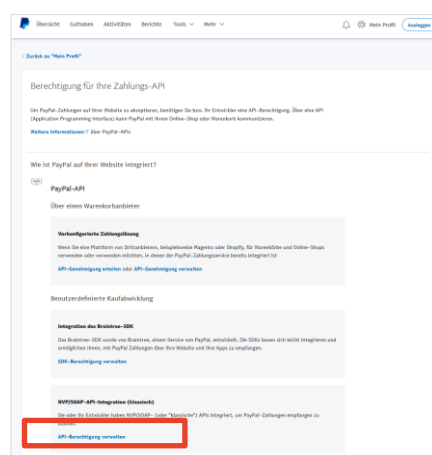 Übersicht Guthaben Aktivitäten Berichte Tools Mehr Mein Profil Ausloggen
Zurück zu "Mein Profil"
Berechtigung für Ihre Zahlungs-API
Um PayPal-Zahlungen auf Ihrer Website zu akzeptieren, benötigen Sie bzw. Ihr Entwickler eine API-Berechtigung. Über eine API
(Application Programming Interface) kann PayPal mit Ihrem Online-Shop oder Warenkorb kommunizieren.
Weitere Informationen über PayPal-APIs
Wie ist PayPal auf Ihrer Website integriert?
PayPal-API
Über einen Warenkorbanbieter
Vorkonfigurierte Zahlungslösung
Wenn Sie eine Plattform von Drittanbietern, beispielsweise Magento oder Shopify, für Warenkörbe und Online-Shops
verwenden oder verwenden möchten, in denen der PayPal-Zahlungsservice bereits integriert ist
API-Genehmigung erteilen oder API-Genehmigung verwalten
Benutzerdefinierte Kaufabwicklung
Integration des Braintree-SDK
Das Braintree-SDK wurde von Braintree, einem Service von PayPal, entwickelt. Die SDKs lassen sich leicht integrieren und
ermöglichen Ihnen, mit PayPal Zahlungen über Ihre Website und Ihre Apps zu empfangen.
SDK-Berechtigung verwalten
NVP/SOAP-API-Integration (klassisch)
Sie oder Ihr Entwickler haben NVP/SOAP- (oder "klassische") APIs integriert, um PayPal-Zahlungen empfangen zu
können.
API-Berechtigung verwalten